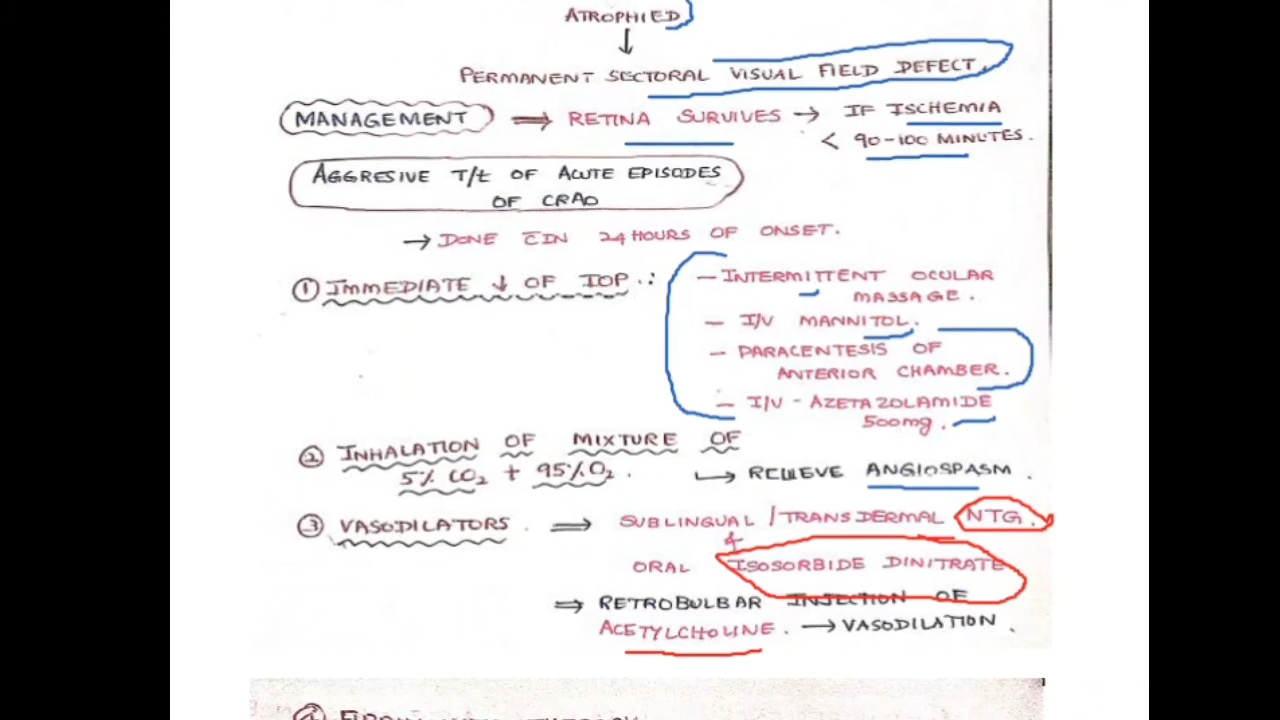 ATROPHIED
↓
PERMANENT SECTORAL VISUAL FIELD DEFECT.
MANAGEMENT ⇒ RETINA SURVIVES → IF ISCHEMIA
< 90-100 MINUTES.
AGGRESIVE T/t OF ACUTE EPISODES
OF CRAO
→ DONE C̄IN 24 HOURS OF ONSET.
① IMMEDIATE ↓ OF IOP :
– INTERMITTENT OCULAR
MASSAGE.
– I/V MANNITOL.
– PARACENTESIS OF
ANTERIOR CHAMBER.
– I/V - AZETAZOLAMIDE
500mg.
② INHALATION OF MIXTURE OF
5% CO₂ + 95% O₂. ↳ RELIEVE ANGIOSPASM.
③ VASODILATORS ⇒ SUBLINGUAL / TRANSDERMAL NTG.
&
ORAL ISOSORBIDE DINITRATE
⇒ RETROBULBAR INJECTION OF
ACETYLCHOLINE. → VASODILATION.